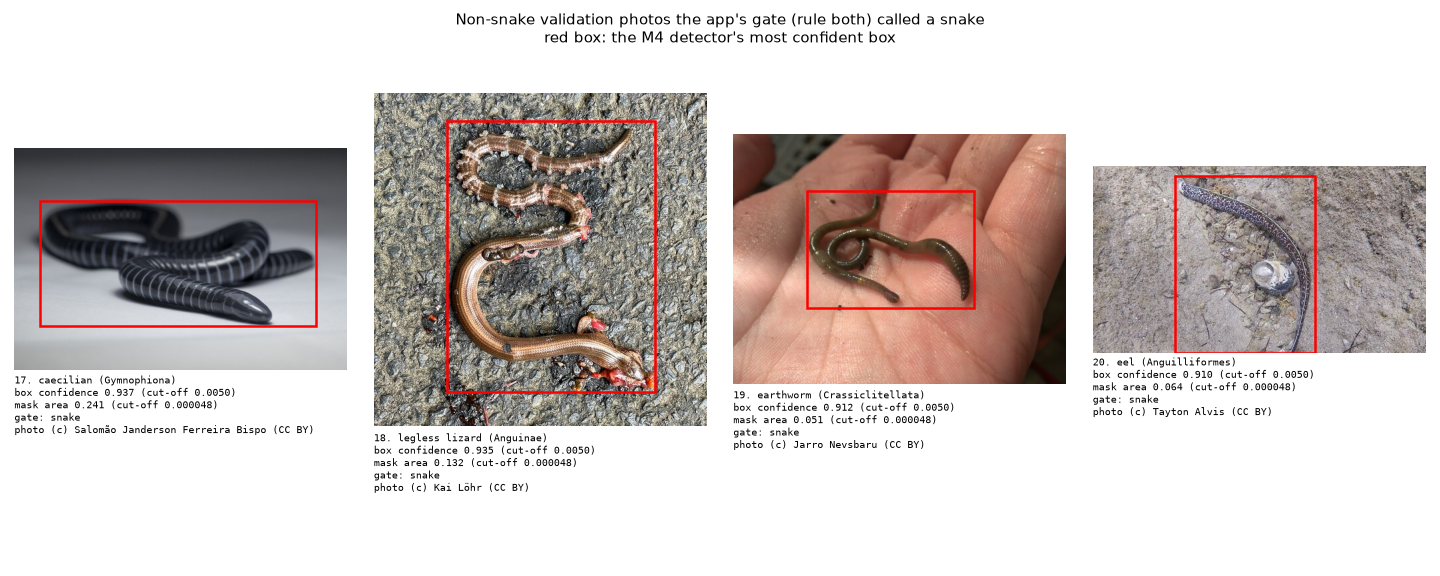 Non-snake validation photos the app's gate (rule both) called a snake
red box: the M4 detector's most confident box
17. caecilian (Gymnophiona)
box confidence 0.937 (cut-off 0.0050)
mask area 0.241 (cut-off 0.000048)
gate: snake
photo (c) Salomão Janderson Ferreira Bispo (CC BY)
18. legless lizard (Anguinae)
box confidence 0.935 (cut-off 0.0050)
mask area 0.132 (cut-off 0.000048)
gate: snake
photo (c) Kai Löhr (CC BY)
19. earthworm (Crassiclitellata)
box confidence 0.912 (cut-off 0.0050)
mask area 0.051 (cut-off 0.000048)
gate: snake
photo (c) Jarro Nevsbaru (CC BY)
20. eel (Anguilliformes)
box confidence 0.910 (cut-off 0.0050)
mask area 0.064 (cut-off 0.000048)
gate: snake
photo (c) Tayton Alvis (CC BY)